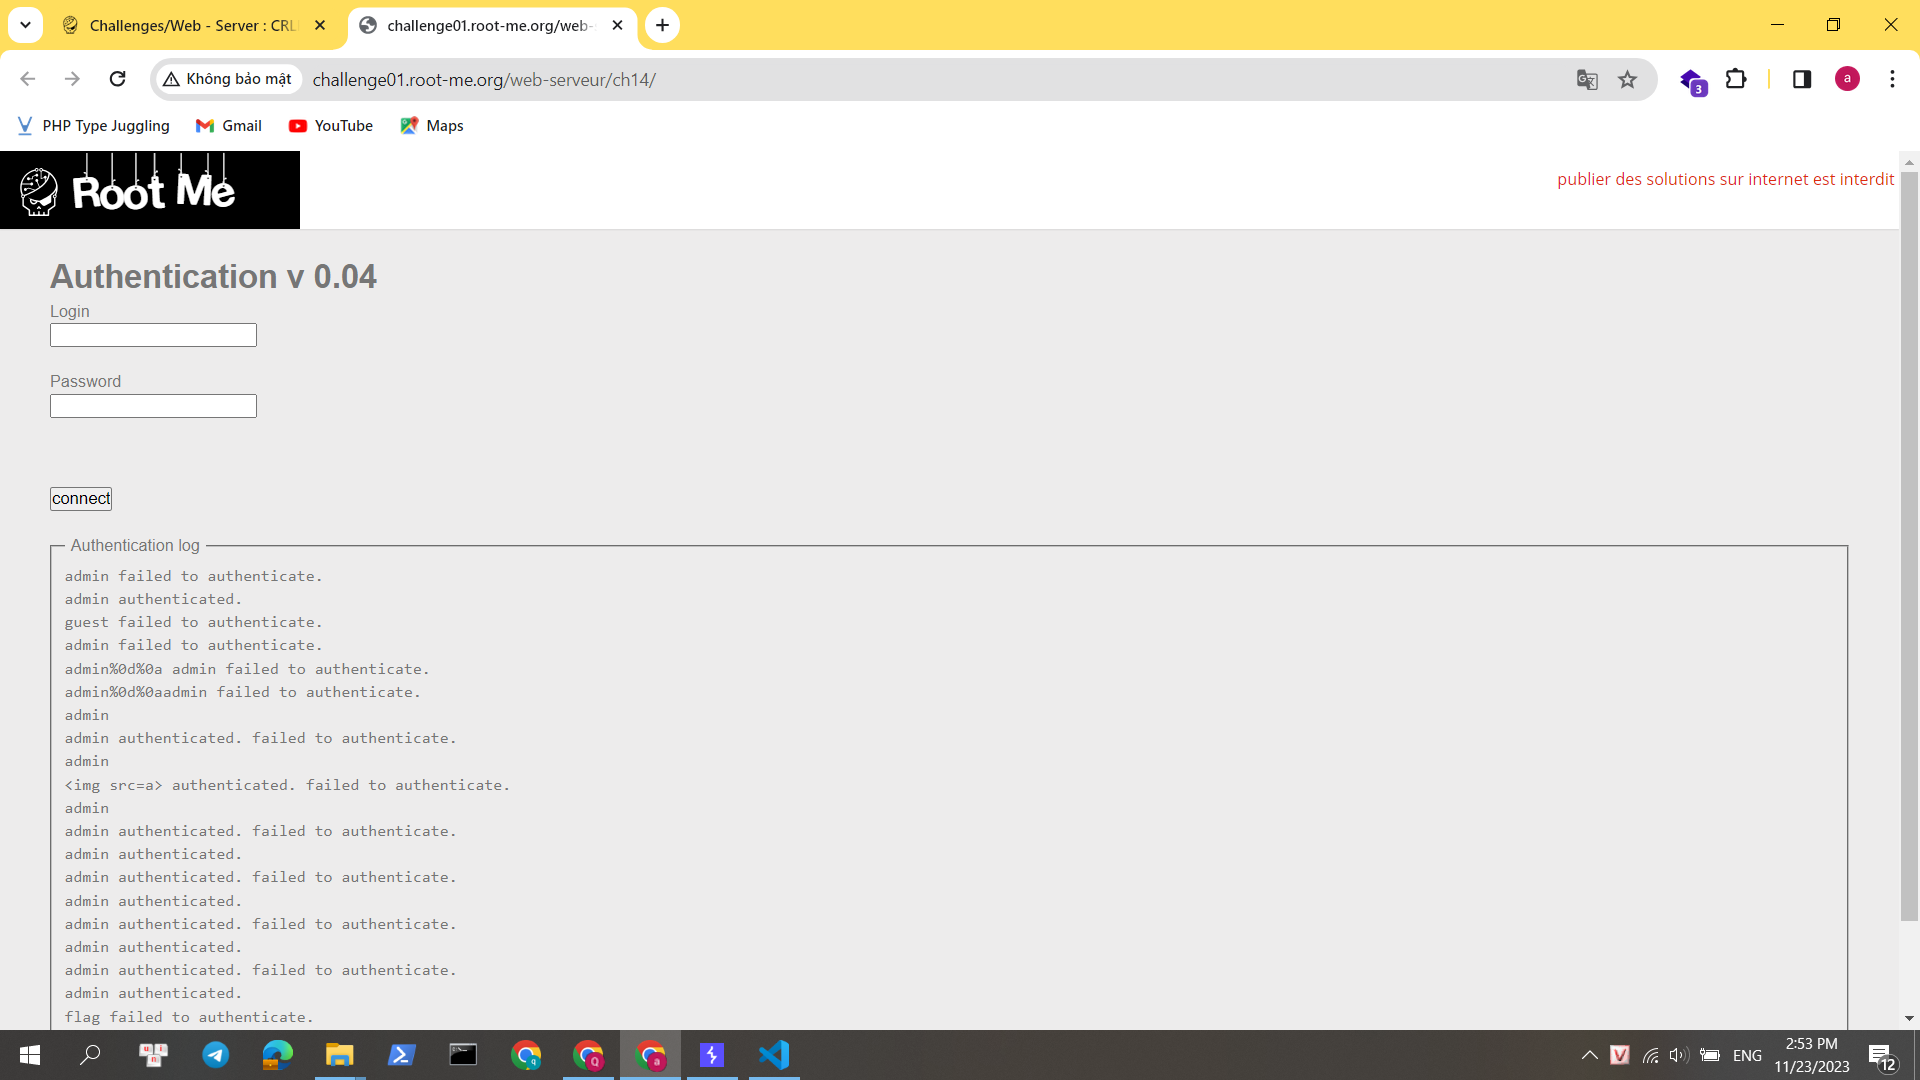 Challenges/Web - Server : CRL
challenge01.root-me.org/web-
Không bảo mật
challenge01.root-me.org/web-serveur/ch14/
3
a
PHP Type Juggling
Gmail
YouTube
Maps
Root Me
publier des solutions sur internet est interdit
Authentication v 0.04
Login
Password
connect
Authentication log
admin failed to authenticate.
admin authenticated.
guest failed to authenticate.
admin failed to authenticate.
admin%0d%0a admin failed to authenticate.
admin%0d%0aadmin failed to authenticate.
admin
admin authenticated. failed to authenticate.
admin
<img src=a> authenticated. failed to authenticate.
admin
admin authenticated. failed to authenticate.
admin authenticated.
admin authenticated. failed to authenticate.
admin authenticated.
admin authenticated. failed to authenticate.
admin authenticated.
admin authenticated. failed to authenticate.
admin authenticated.
flag failed to authenticate.
ENG
2:53 PM
11/23/2023
12